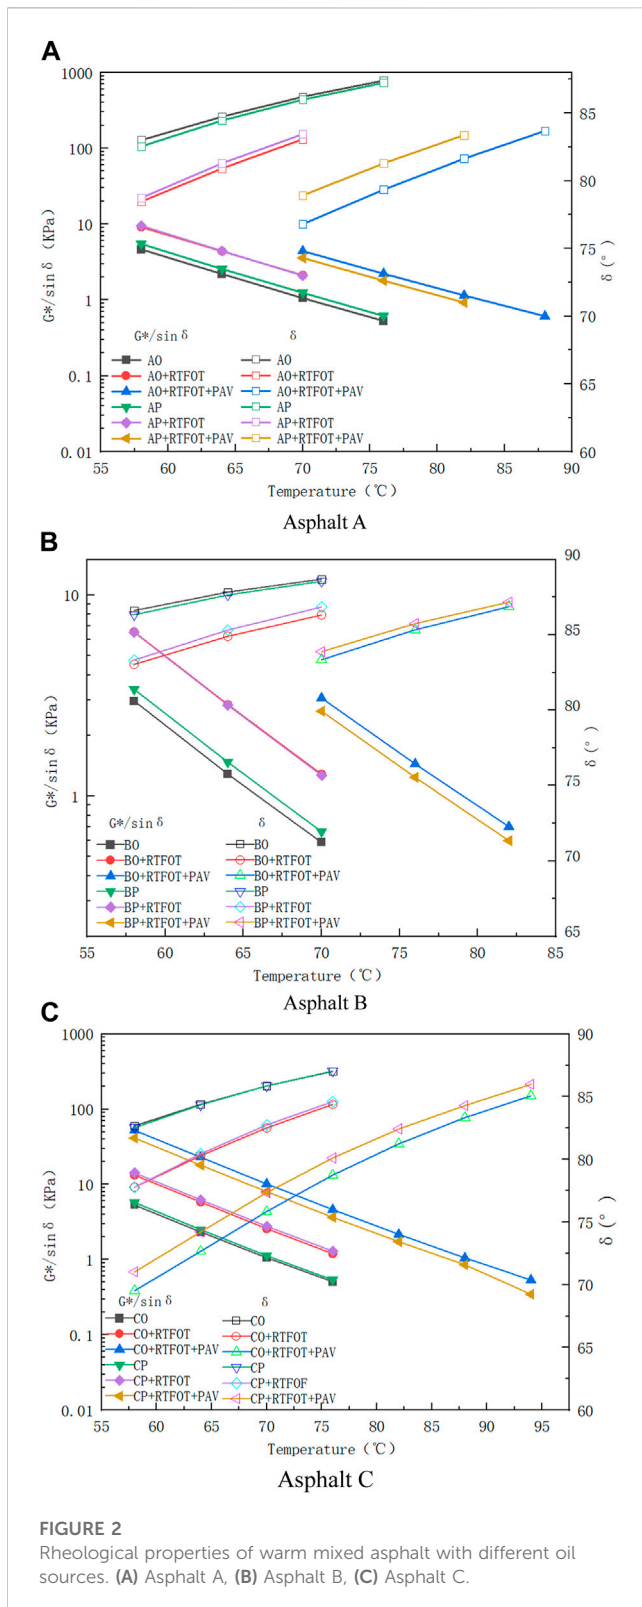 A
1000
100
10
1
0.1
0.01
G*/sin δ (KPa)
85
80
75
70
65
60
δ(°)
G*/sin δ δ
AO AO
AO+RTFOT AO+RTFOT
AO+RTFOT+PAV AO+RTFOT+PAV
AP AP
AP+RTFOT AP+RTFOT
AP+RTFOT+PAV AP+RTFOT+PAV
55 60 65 70 75 80 85 90
Temperature (℃)
Asphalt A
B
10
1
G*/sin δ (KPa)
90
85
80
75
70
65
δ(°)
G*/sin δ δ
BO BO
BO+RTFOT BO+RTFOT
BO+RTFOT+PAV BO+RTFOT+PAV
BP BP
BP+RTFOT BP+RTFOT
BP+RTFOT+PAV BP+RTFOT+PAV
55 60 65 70 75 80 85
Temperature (℃)
Asphalt B
C
1000
100
10
1
0.1
0.01
G*/sin δ (KPa)
90
85
80
75
70
65
60
δ(°)
G*/sin δ δ
CO CO
CO+RTFOT CO+RTFOT
CO+RTFOT+PAV CO+RTFOT+PAV
CP CP
CP+RTFOT CP+RTFOF
CP+RTFOT+PAV CP+RTFOT+PAV
55 60 65 70 75 80 85 90 95
Temperature (℃)
Asphalt C
FIGURE 2
Rheological properties of warm mixed asphalt with different oil
sources. (A) Asphalt A, (B) Asphalt B, (C) Asphalt C.